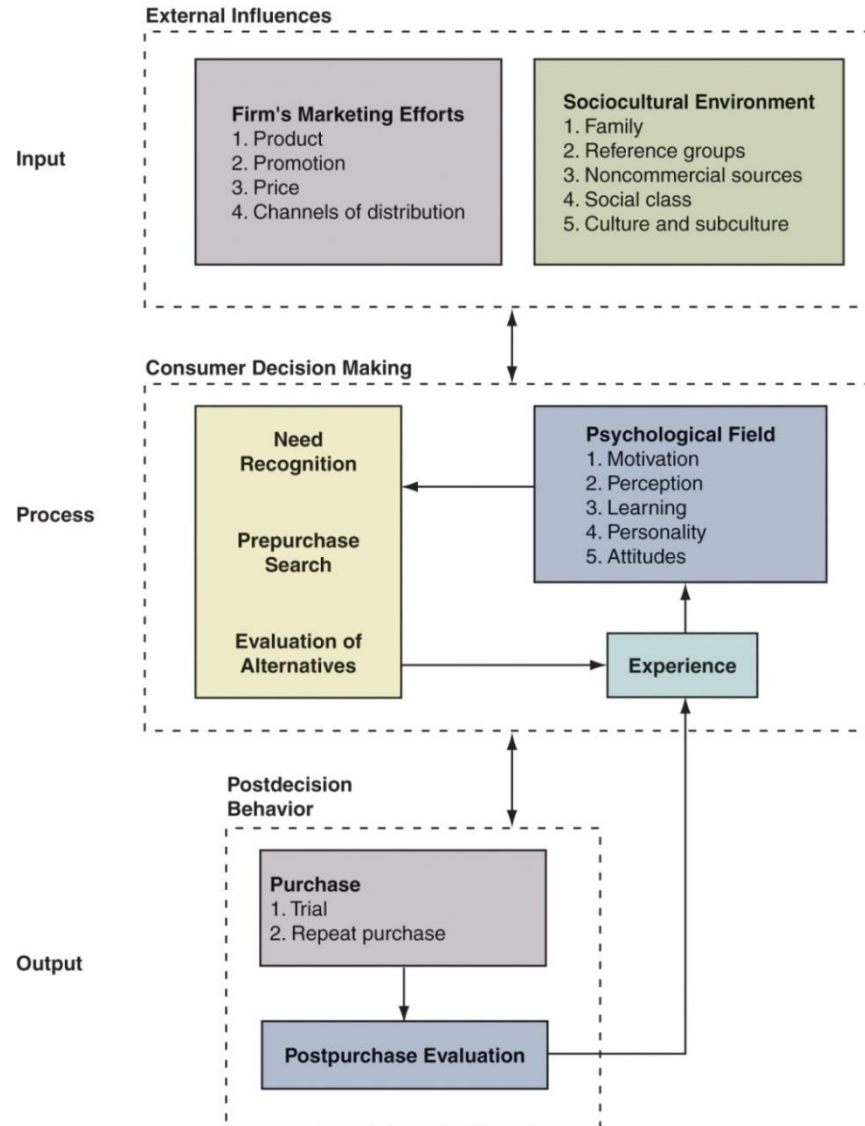 External Influences
Input
Firm's Marketing Efforts
1. Product
2. Promotion
3. Price
4. Channels of distribution
Sociocultural Environment
1. Family
2. Reference groups
3. Noncommercial sources
4. Social class
5. Culture and subculture
Consumer Decision Making
Process
Need
Recognition
Prepurchase
Search
Evaluation of
Alternatives
Psychological Field
1. Motivation
2. Perception
3. Learning
4. Personality
5. Attitudes
Experience
Postdecision
Behavior
Output
Purchase
1. Trial
2. Repeat purchase
Postpurchase Evaluation